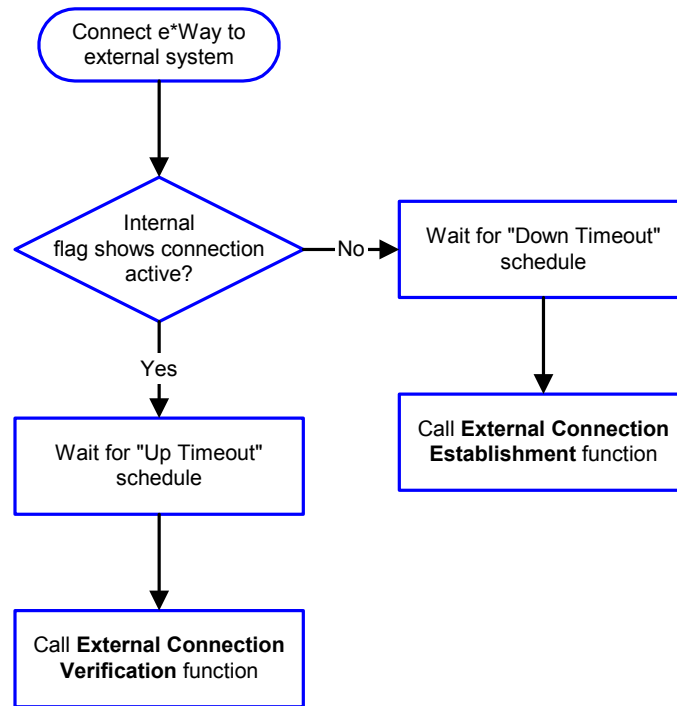 Connect e*Way to
external system
Internal
flag shows connection
active?
No
Wait for "Down Timeout"
schedule
Yes
Call External Connection
Establishment function
Wait for "Up Timeout"
schedule
Call External Connection
Verification function